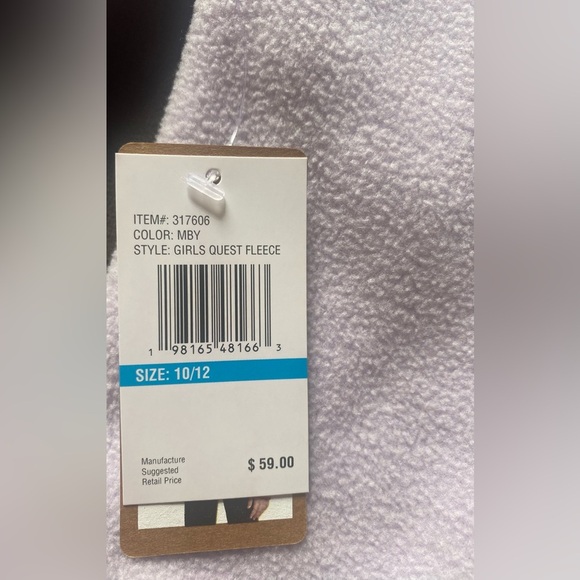 ITEM#: 317606
COLOR: MBY
STYLE: GIRLS QUEST FLEECE
1 98165 48166 3
SIZE: 10/12
Manufacture
Suggested
Retail Price
$ 59.00